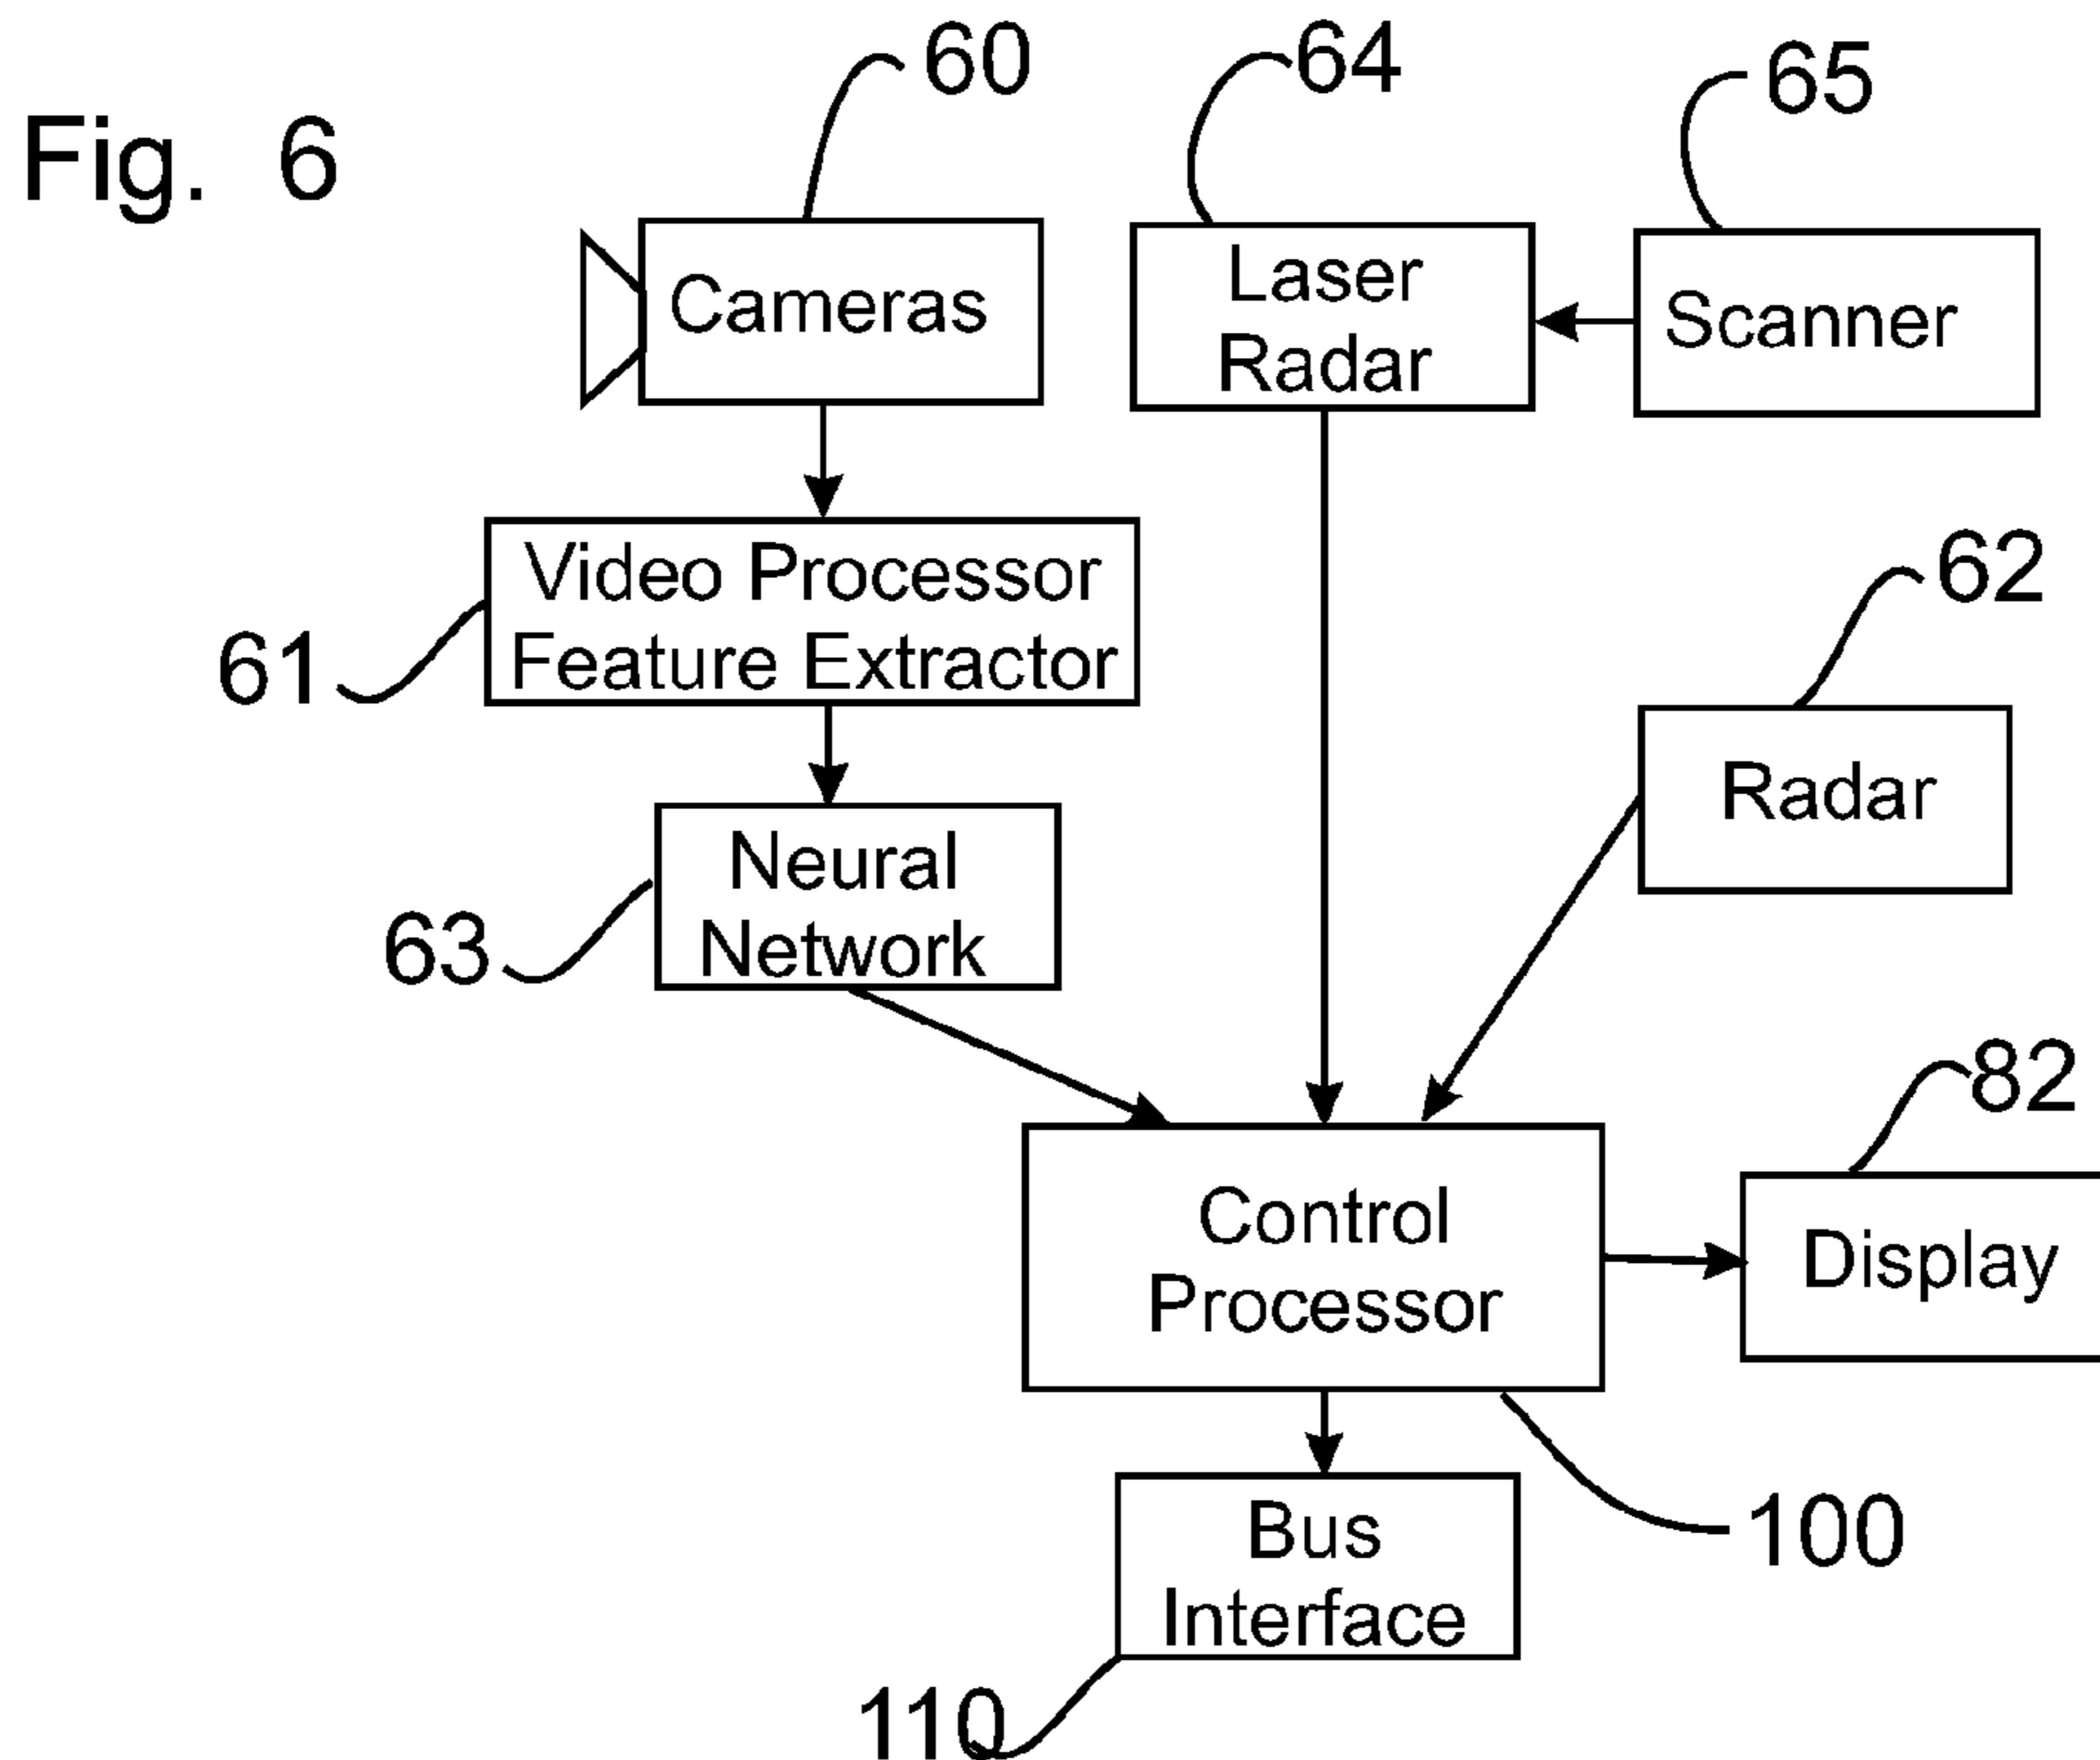 Fig. 6
60
64
65
Cameras
Laser
Radar
Scanner
Video Processor
Feature Extractor
61
62
Radar
Neural
Network
63
82
Control
Processor
Display
100
Bus
Interface
110